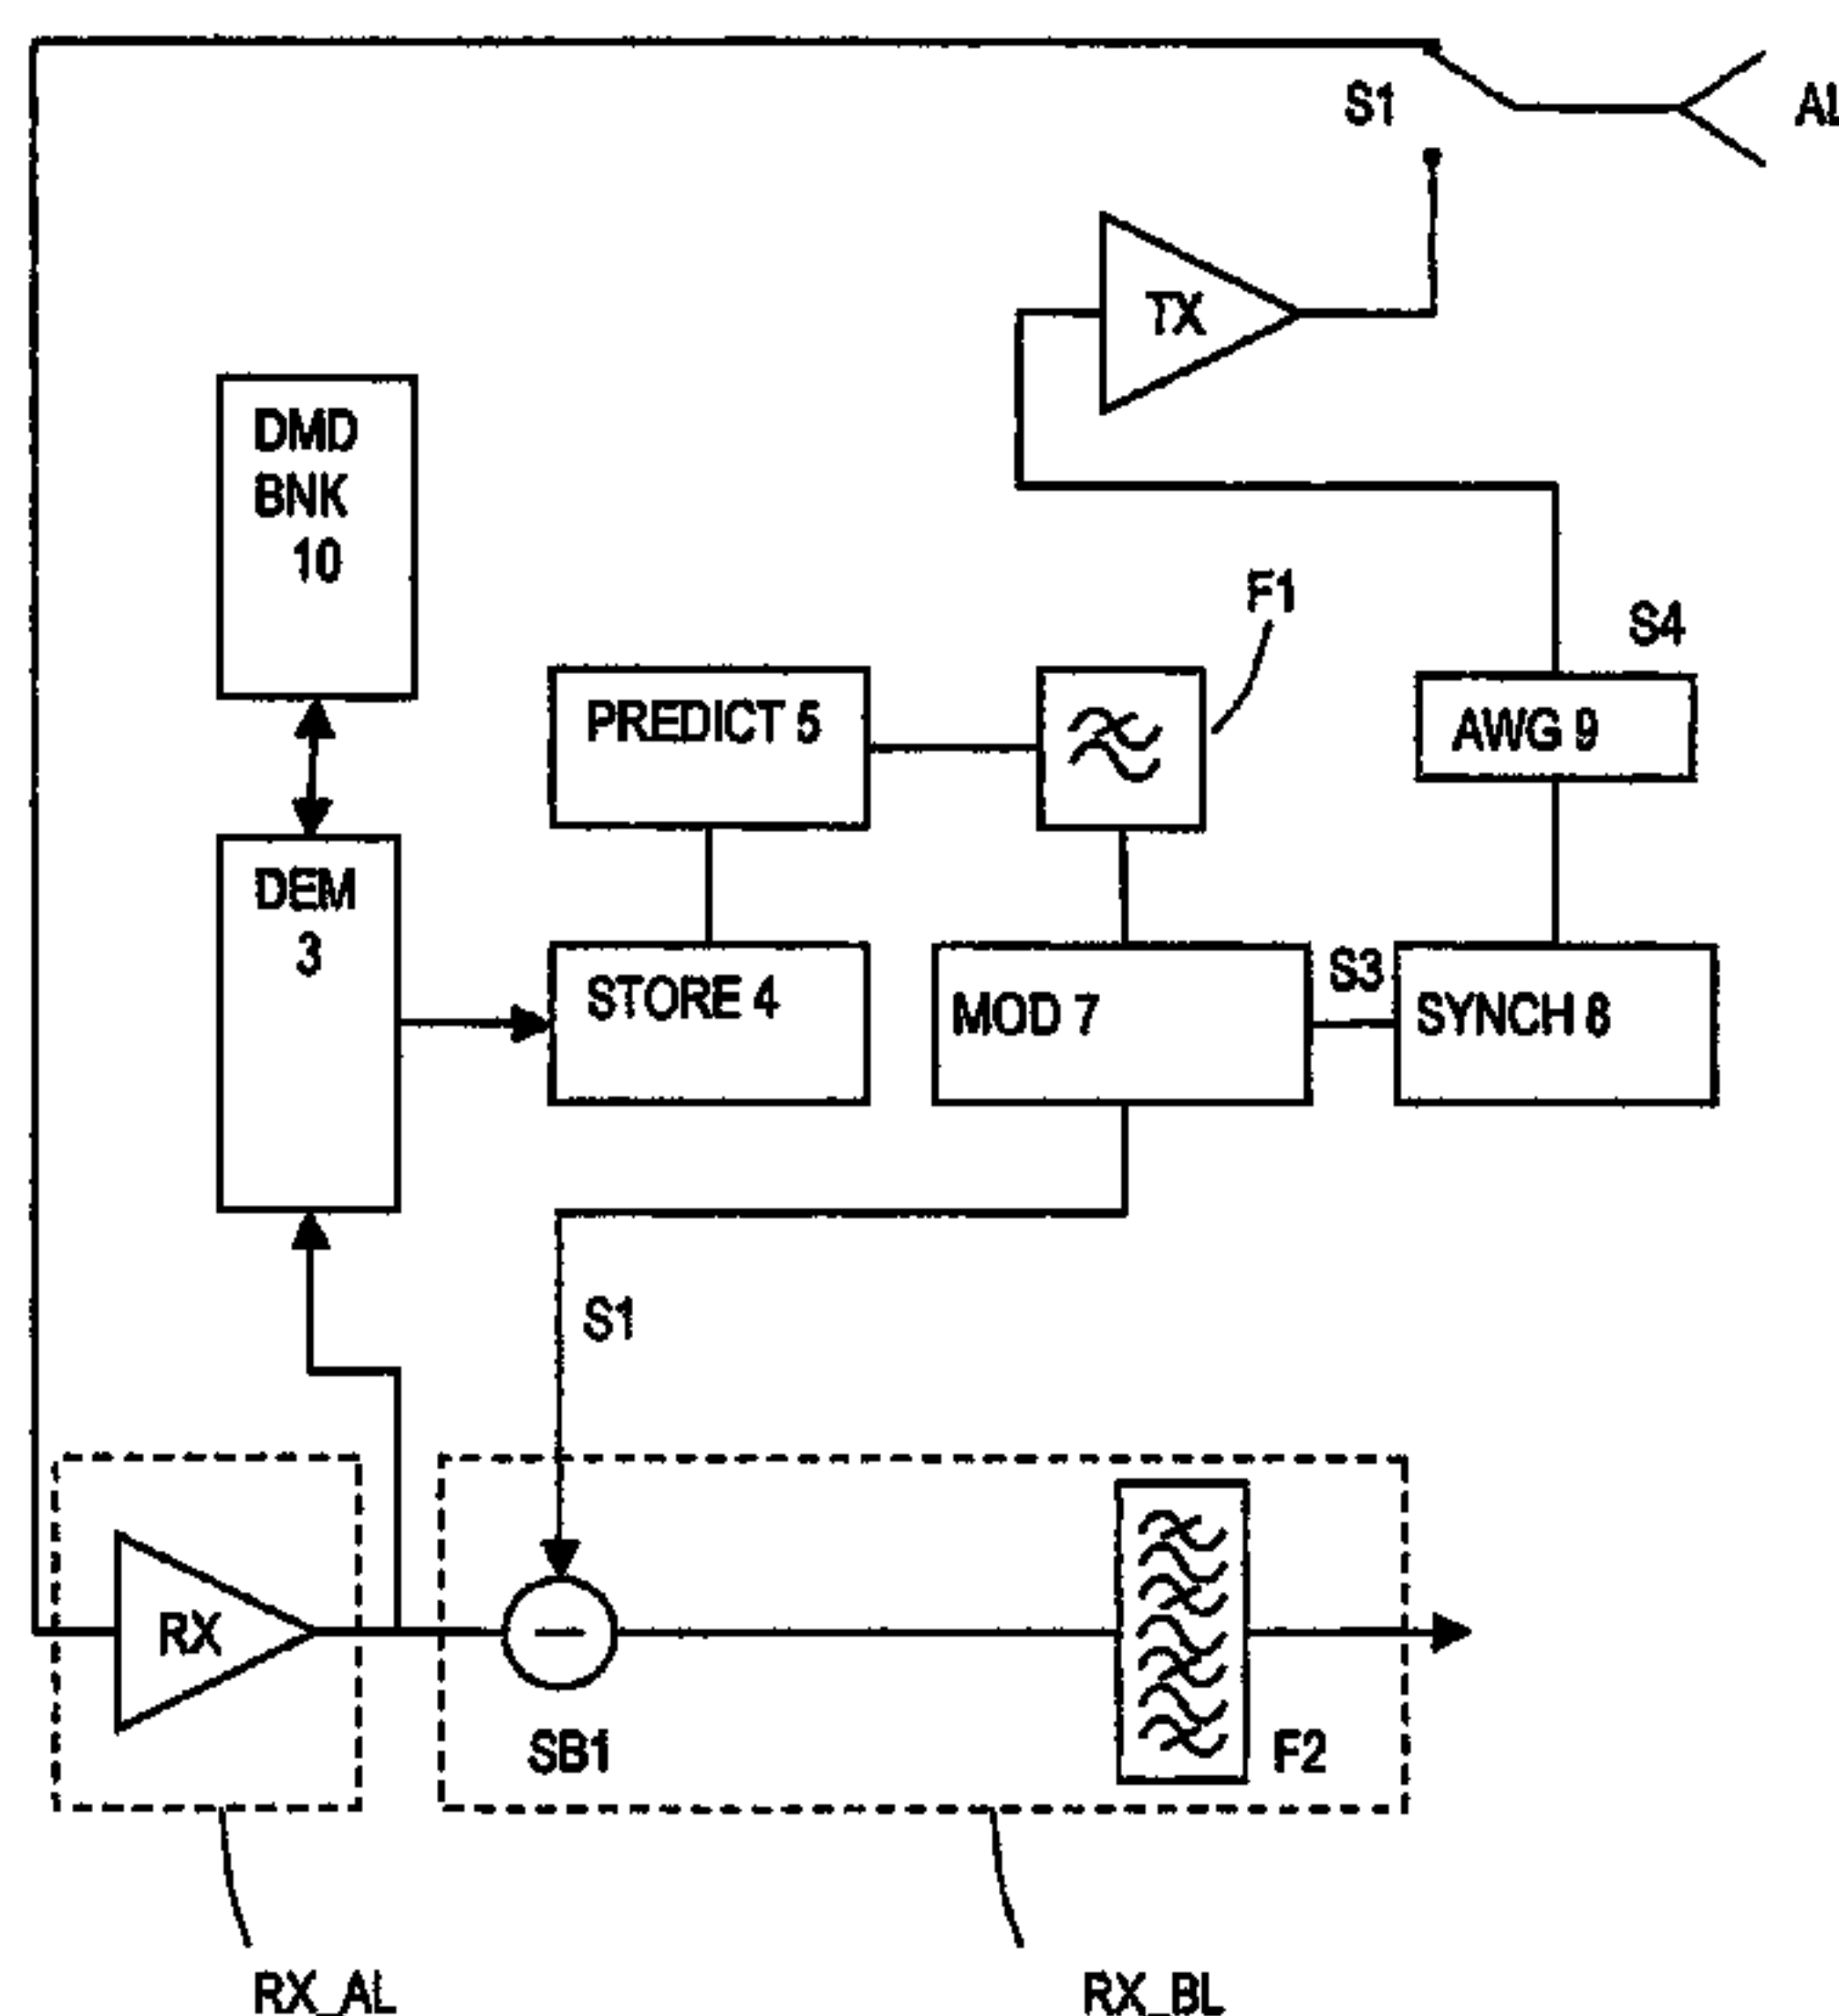 S1
AL
TX
DMD
BNK
10
F1
S4
PREDICT 5
AWG 9
DEM
3
STORE 4
MOD 7
S3
SYNCH 8
S1
RX
SB1
F2
RX_AL
RX_BL